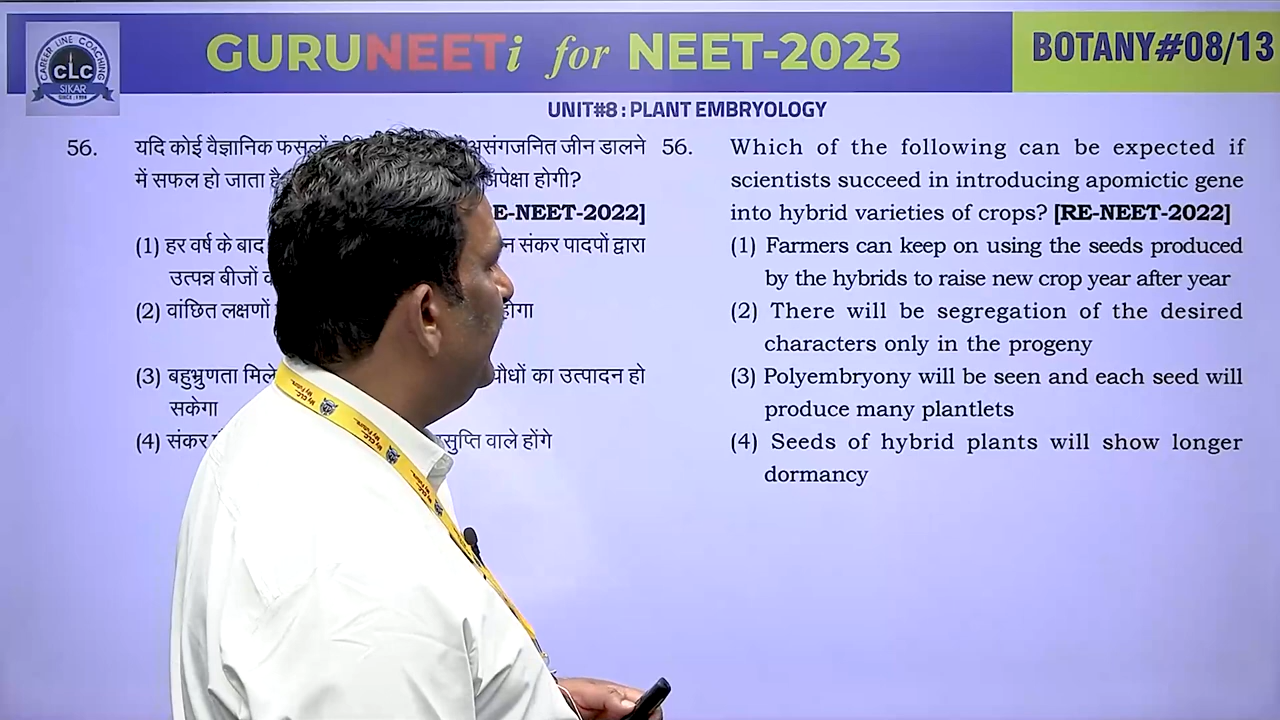 CAREER LINE COACHING
CLC
SIKAR
SINCE : 1996
GURUNEETi for NEET-2023
BOTANY#08/13
UNIT#8 : PLANT EMBRYOLOGY
56. यदि कोई वैज्ञानिक फसलों असंगजनित जीन डालने
में सफल हो जाता है अपेक्षा होगी?
E-NEET-2022]
(1) हर वर्ष के बाद संकर पादपों द्वारा
उत्पन्न बीजों
(2) वांछित लक्षणों होगा
(3) बहुभ्रुणता मिले पौधों का उत्पादन हो
सकेगा
(4) संकर सुप्ति वाले होंगे
56. Which of the following can be expected if
scientists succeed in introducing apomictic gene
into hybrid varieties of crops? [RE-NEET-2022]
(1) Farmers can keep on using the seeds produced
by the hybrids to raise new crop year after year
(2) There will be segregation of the desired
characters only in the progeny
(3) Polyembryony will be seen and each seed will
produce many plantlets
(4) Seeds of hybrid plants will show longer
dormancy